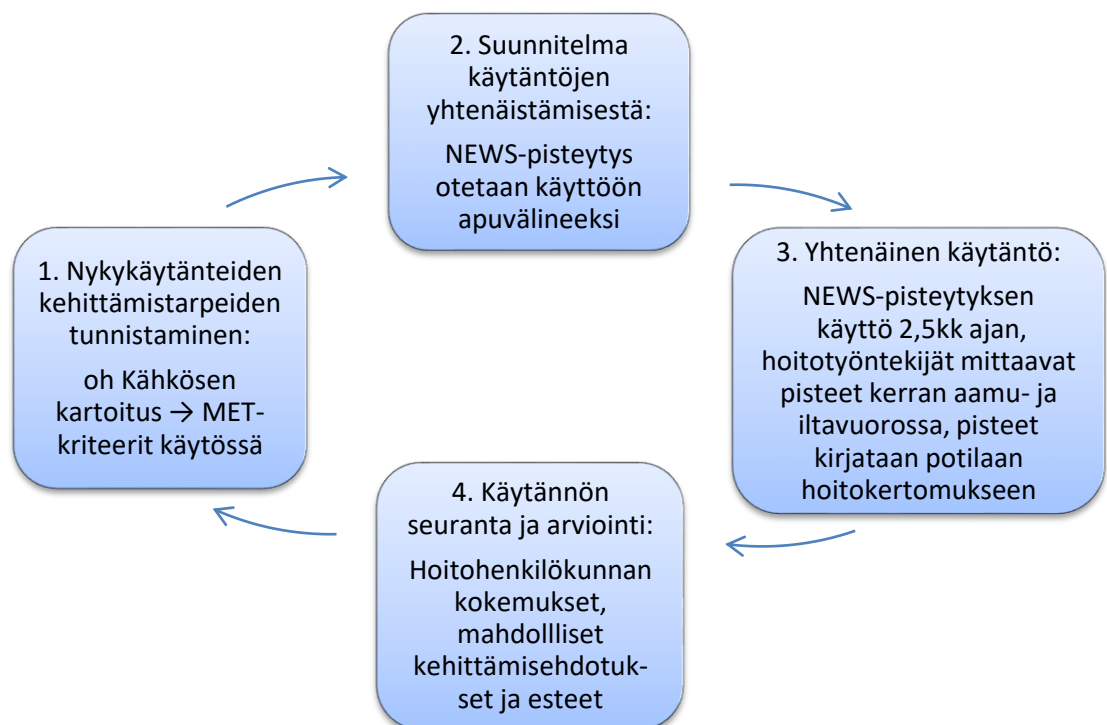 2. Suunnitelma
käytäntöjen
yhtenäistämisestä:
NEWS-pisteytys
otetaan käyttöön
apuvälineeksi
1. Nykykäytänteiden
kehittämistarpeiden
tunnistaminen:
oh Kähkösen
kartoitus → MET-
kriteerit käytössä
3. Yhtenäinen käytäntö:
NEWS-pisteytyksen
käyttö 2,5kk ajan,
hoitotyöntekijät mittaavat
pisteet kerran aamu- ja
iltavuorossa, pisteet
kirjataan potilaan
hoitokertomukseen
4. Käytännön
seuranta ja arviointi:
Hoitohenkilökunnan
kokemukset,
mahdollliset
kehittämisehdotuk-
set ja esteet